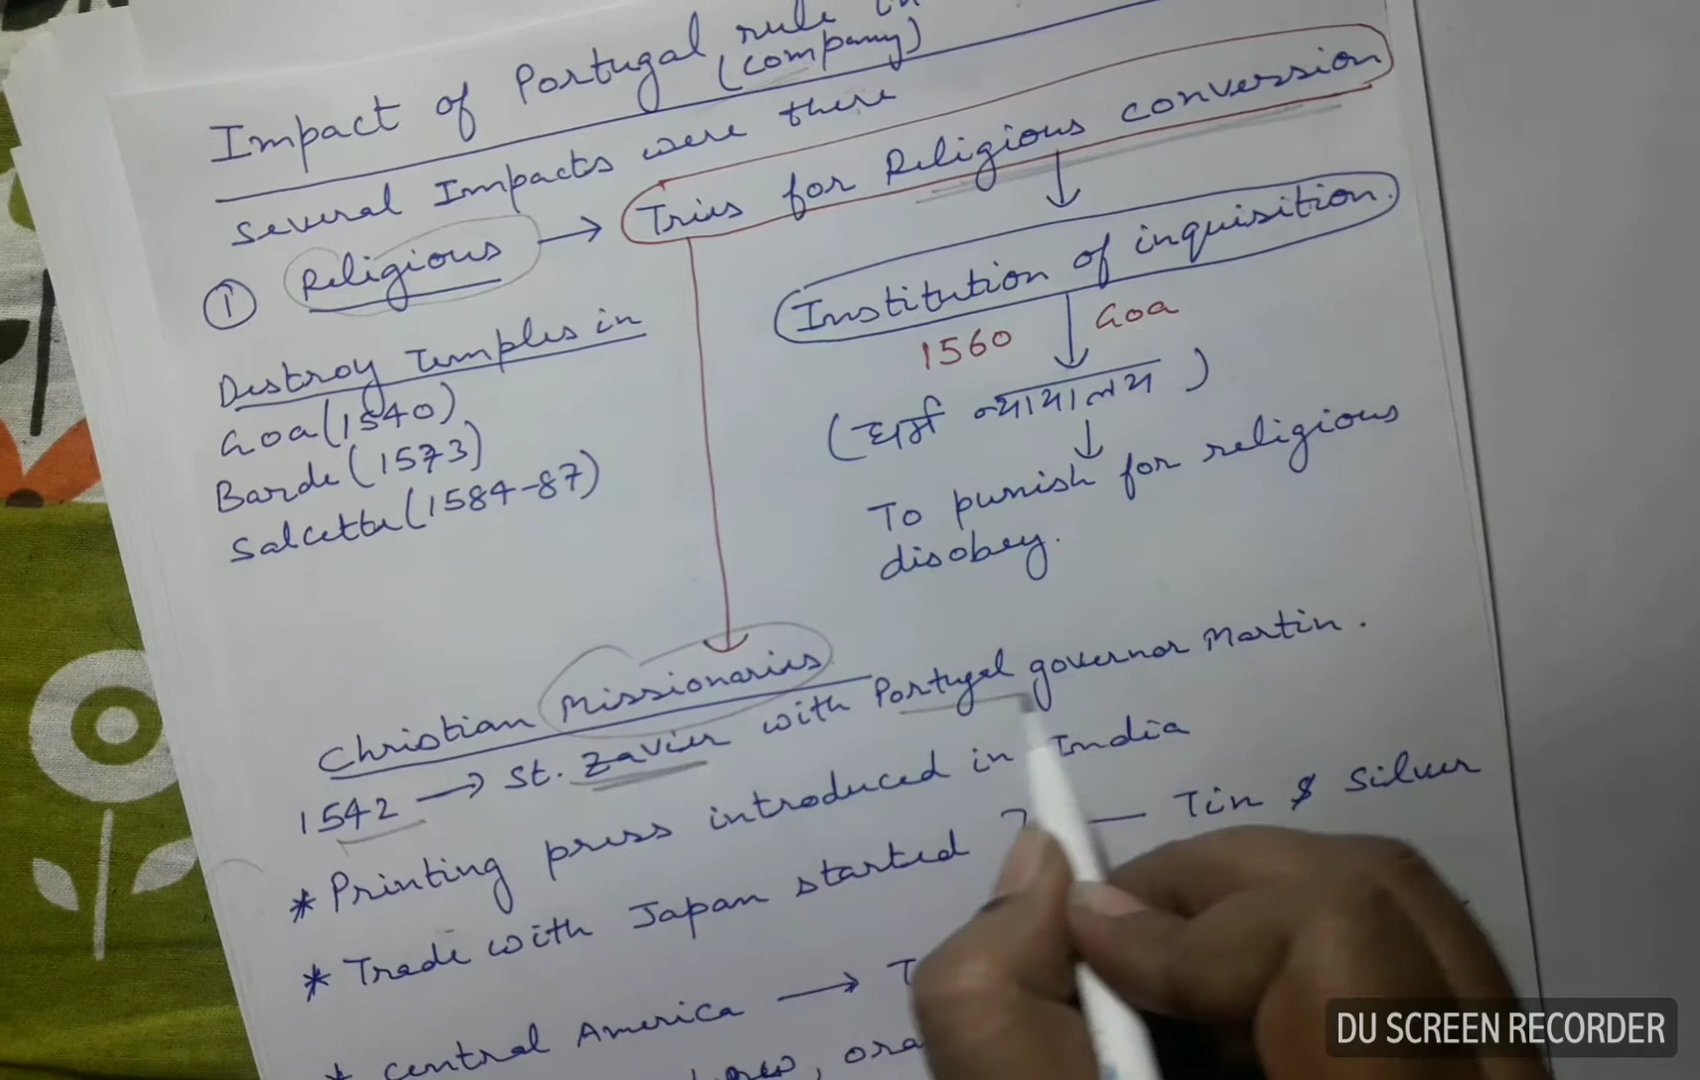 Impact of Portugal rule in
(company)
Several Impacts were there
① Religious → Tries for Religious conversion
Institution of inquisition.
1560 Goa
(धर्म न्यायालय)
To punish for religious
disobey.
Destroy Temples in
Goa (1540)
Barde (1573)
Salcette (1584-87)
Christian Missionaries
1542 → St. Zavier with Portugal governor Martin.
* Printing press introduced in India
* Trade with Japan started — Tin & Silver
* Central America →
DU SCREEN RECORDER